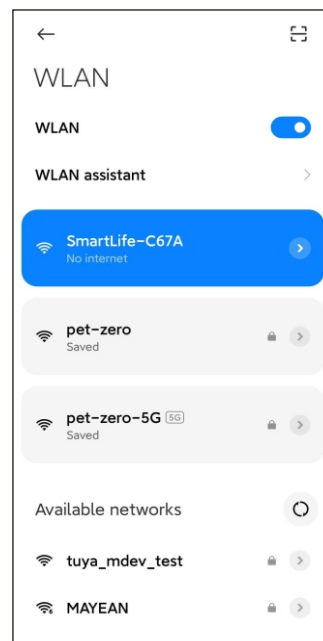 WLAN
WLAN
WLAN assistant
SmartLife-C67A
No internet
pet-zero
Saved
pet-zero-5G 5G
Saved
Available networks
tuya_mdev_test
MAYEAN